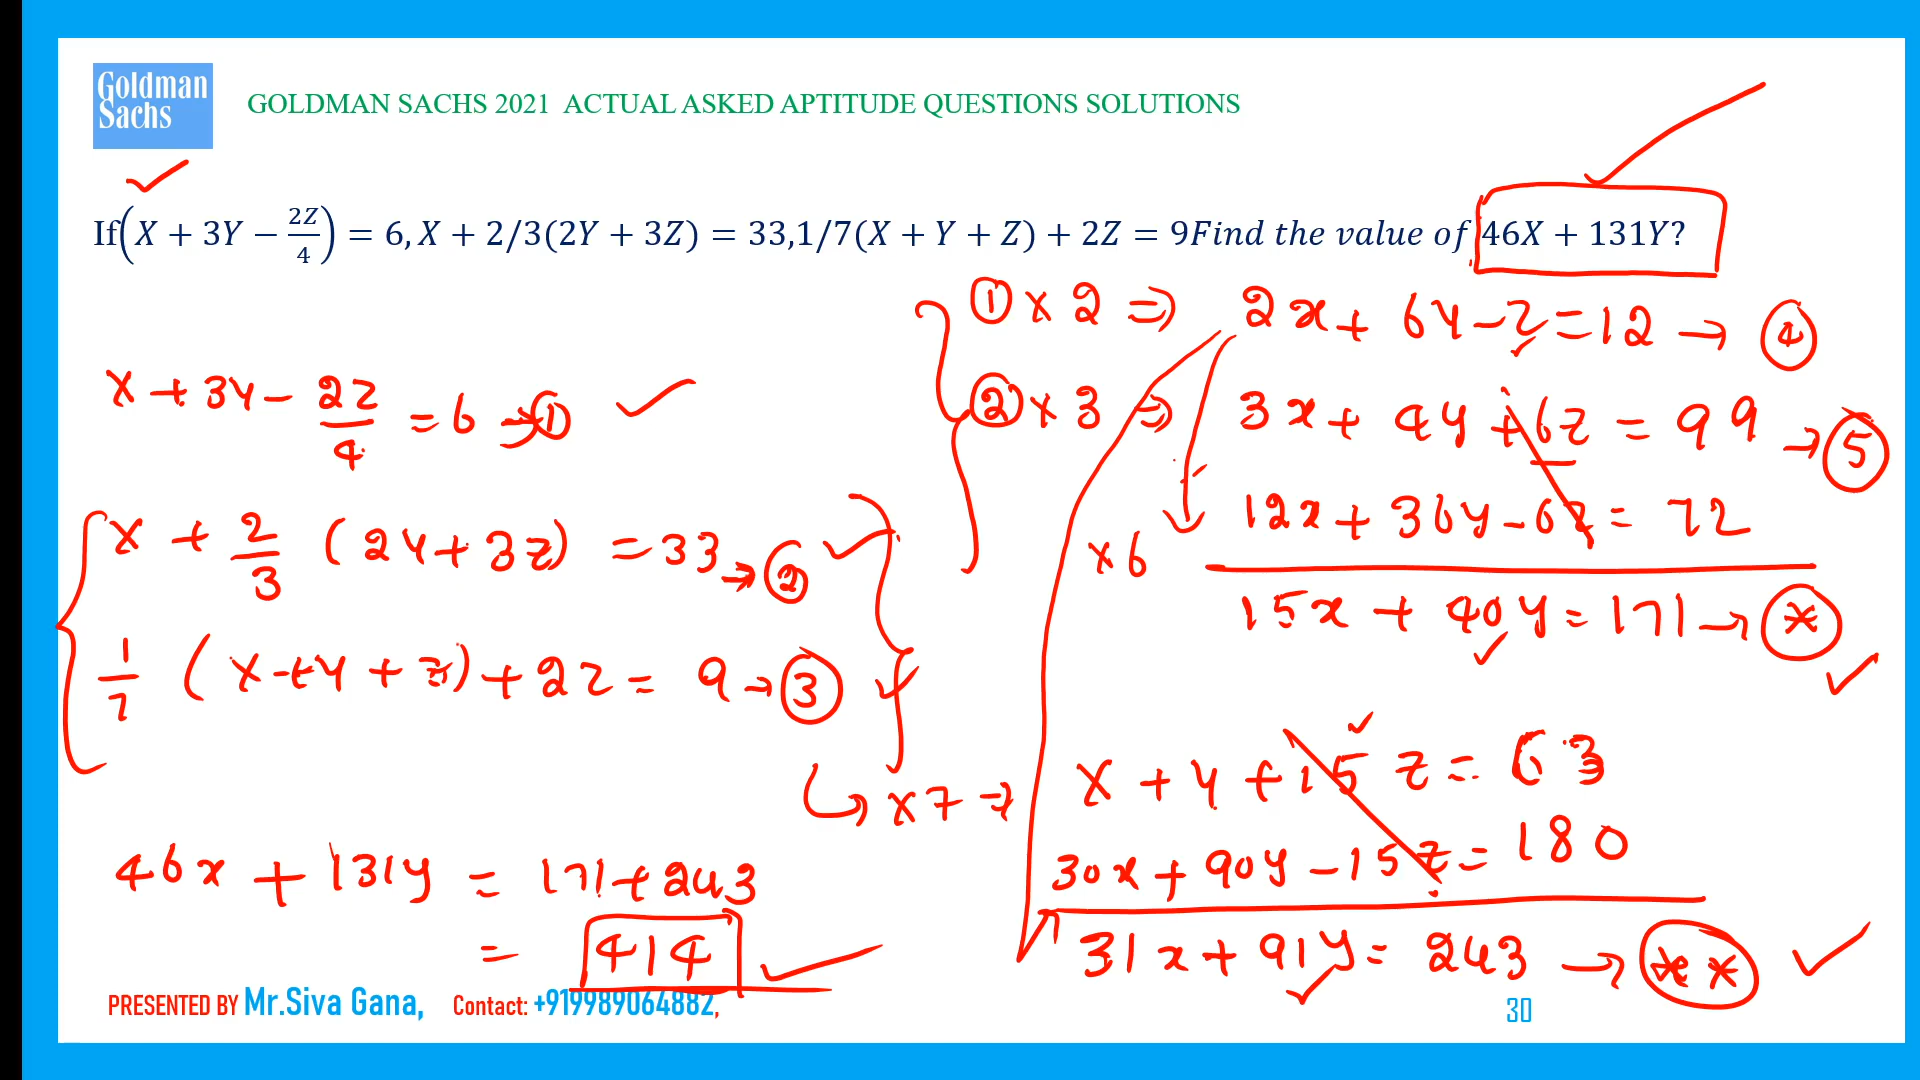 Goldman
Sachs
GOLDMAN SACHS 2021 ACTUAL ASKED APTITUDE QUESTIONS SOLUTIONS
If(X + 3Y − 2Z/4) = 6, X + 2/3(2Y + 3Z) = 33,1/7(X + Y + Z) + 2Z = 9Find the value of 46X + 131Y?
x + 3y - 2z/4 = 6 → ①
x + 2/3 (2y + 3z) = 33 → ②
1/7 (x + y + z) + 2z = 9 → ③
x 7 →
46x + 131y = 171 + 243
= 414
① x 2 ⇒ 2x + 6y - z = 12 → ④
② x 3 ⇒ 3x + 4y + 6z = 99 → ⑤
x 6
12x + 36y - 6z = 72
15x + 40y = 171 → *
x + y + 15z = 63
30x + 90y - 15z = 180
31x + 91y = 243 → **
PRESENTED BY Mr.Siva Gana, Contact: +919989064882,
30